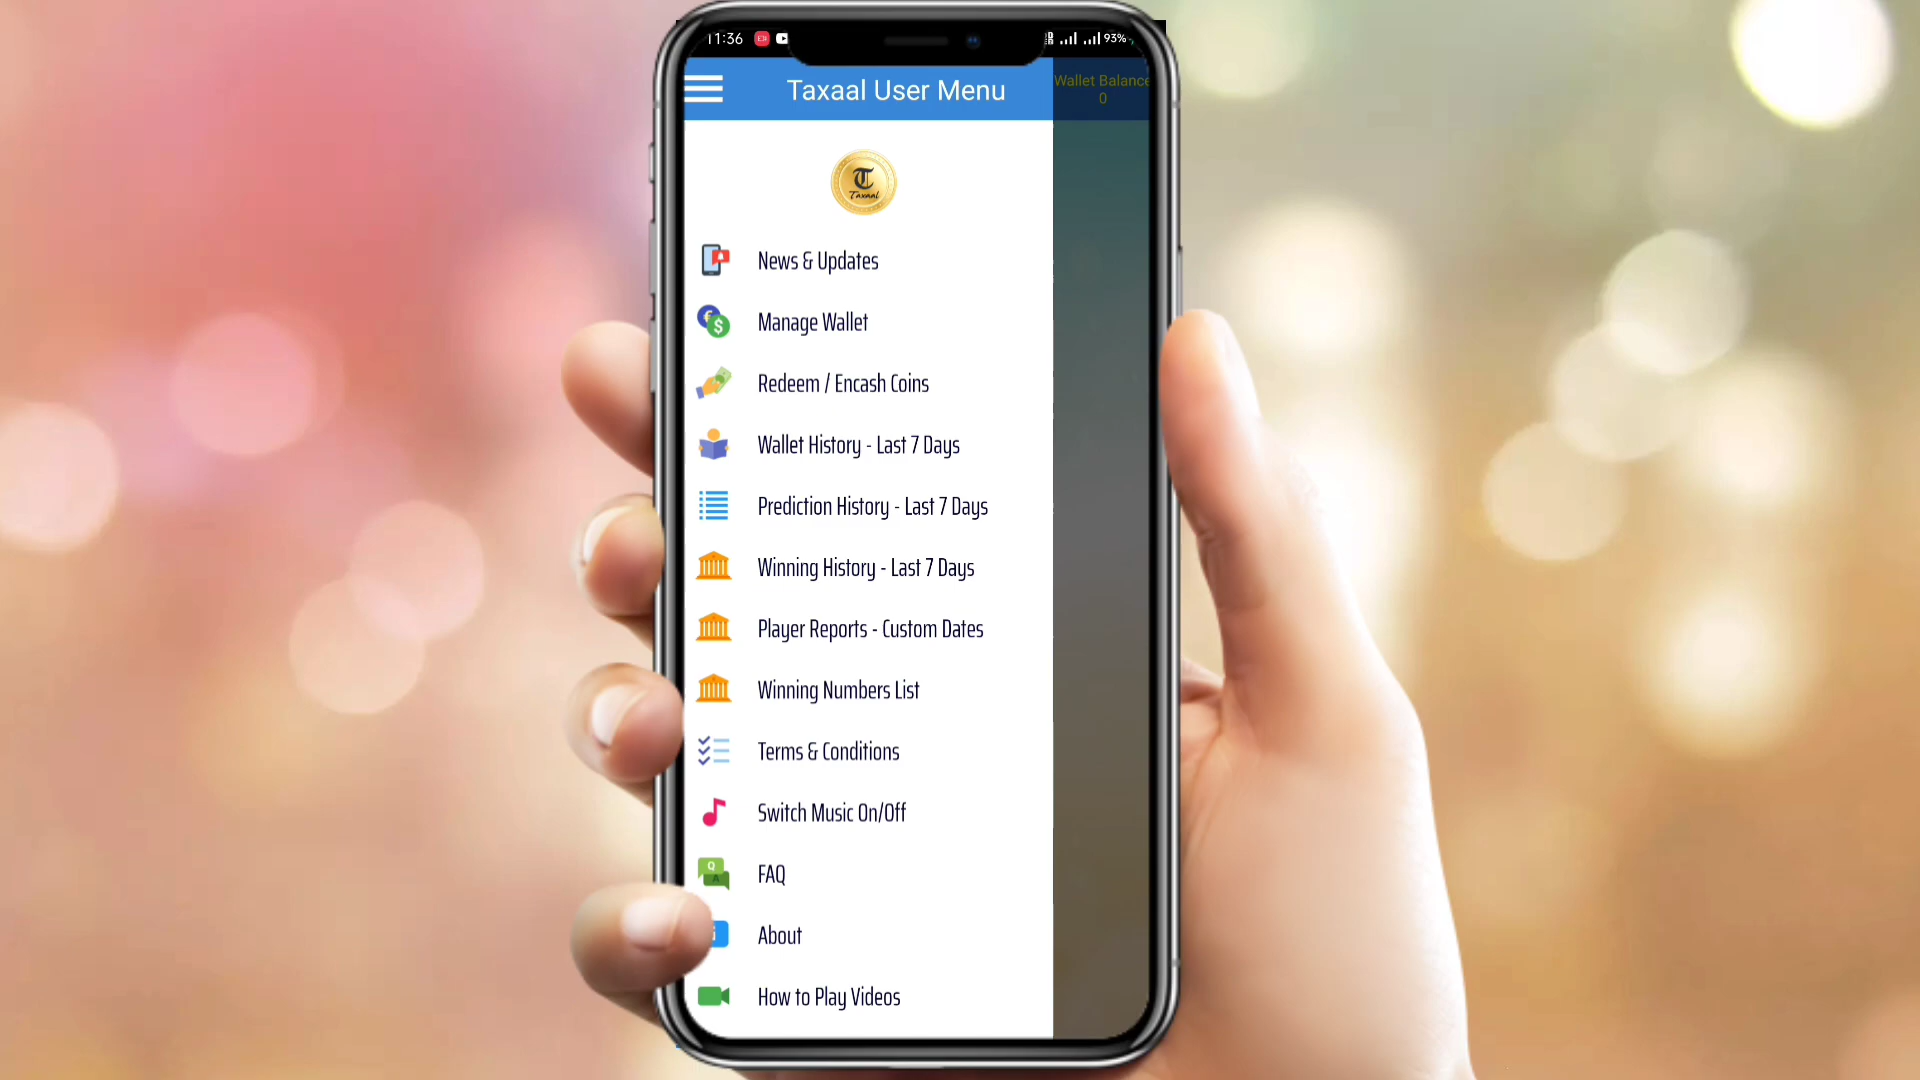 11:36
93%
Taxaal User Menu
Wallet Balance
0
T
Taxaal
News & Updates
Manage Wallet
Redeem / Encash Coins
Wallet History - Last 7 Days
Prediction History - Last 7 Days
Winning History - Last 7 Days
Player Reports - Custom Dates
Winning Numbers List
Terms & Conditions
Switch Music On/Off
Q
A
FAQ
About
How to Play Videos